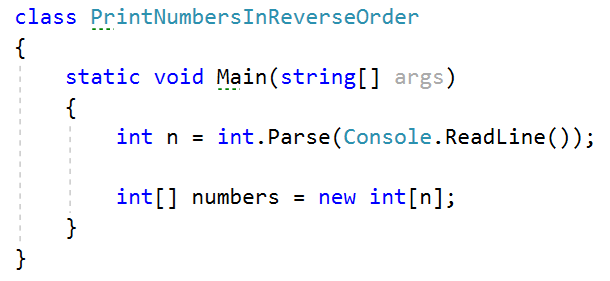 class PrintNumbersInReverseOrder
{
    static void Main(string[] args)
    {
        int n = int.Parse(Console.ReadLine());

        int[] numbers = new int[n];
    }
}